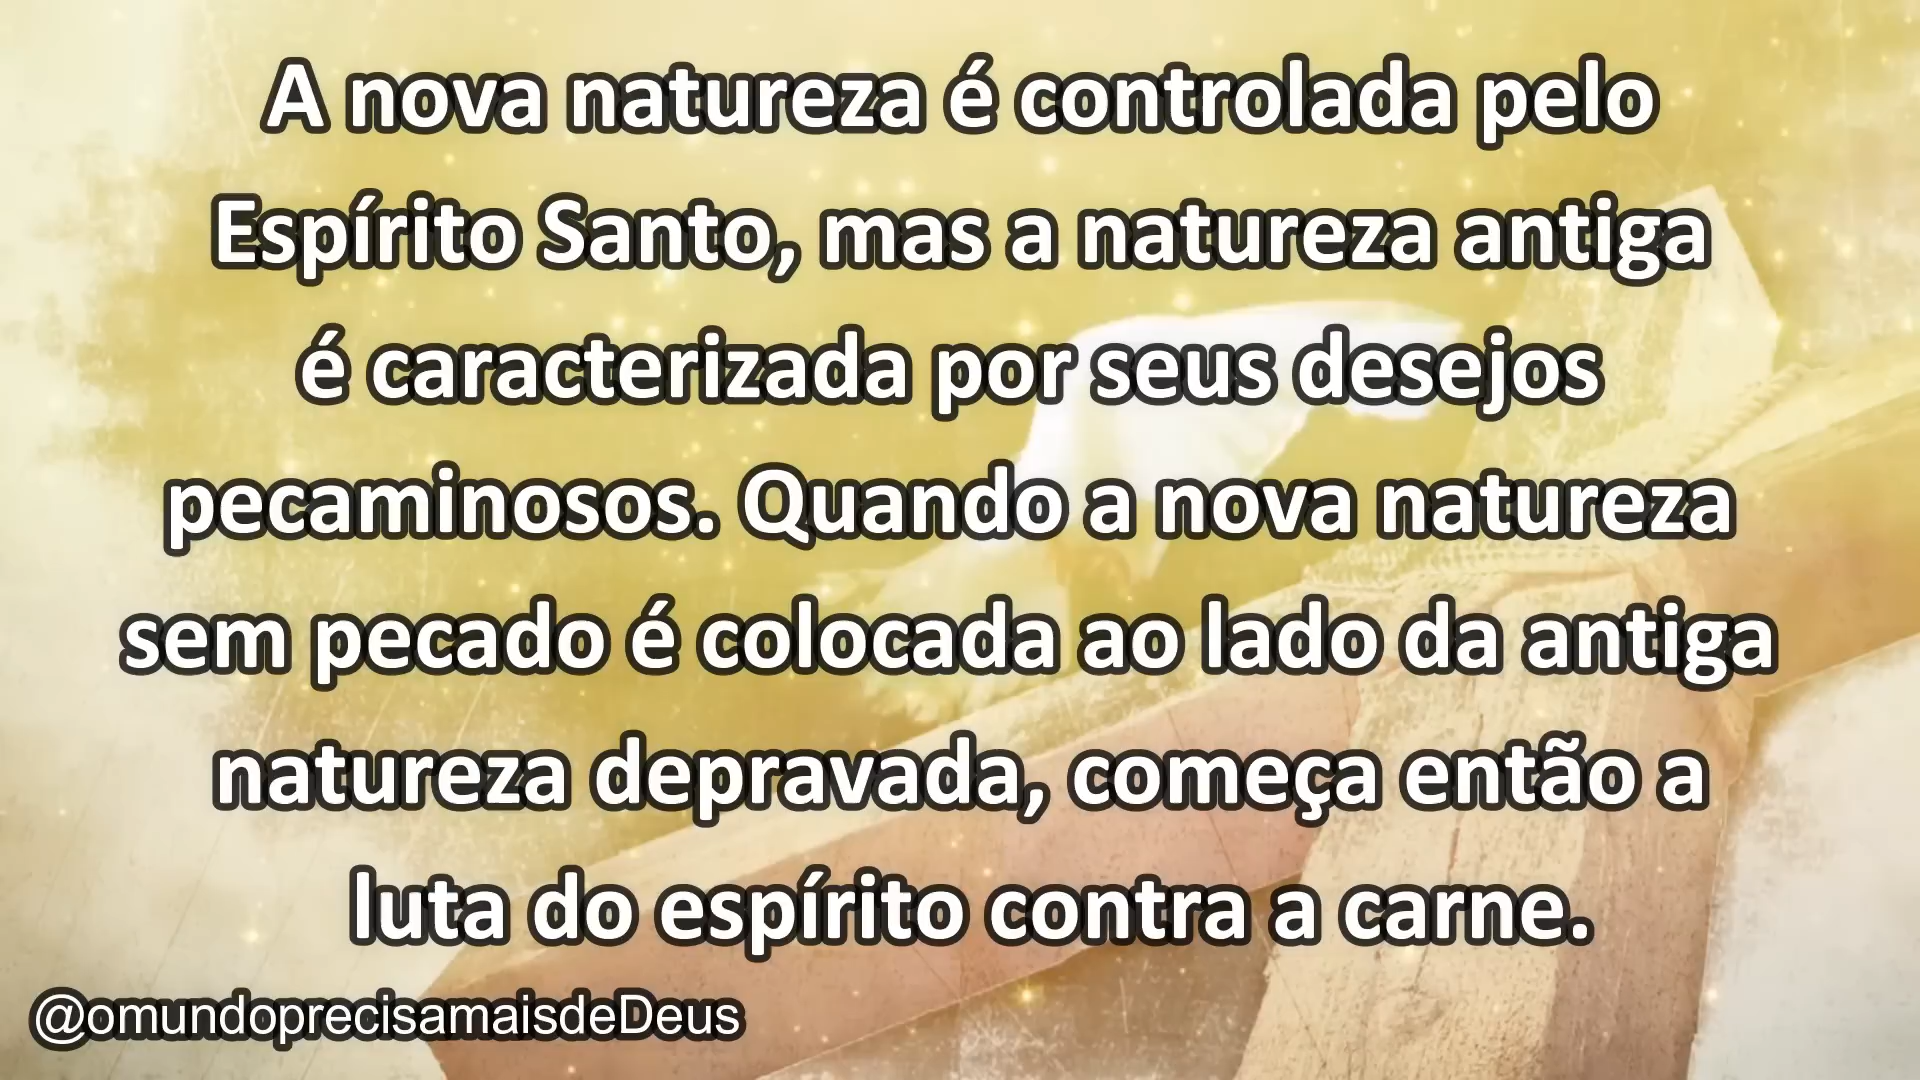 A nova natureza é controlada pelo
Espírito Santo, mas a natureza antiga
é caracterizada por seus desejos
pecaminosos. Quando a nova natureza
sem pecado é colocada ao lado da antiga
natureza depravada, começa então a
luta do espírito contra a carne.
@omundoprecisamaisdeDeus